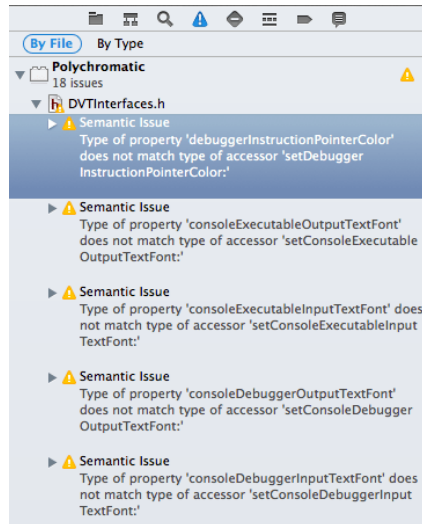 By File By Type
Polychromatic
18 issues
DVTInterfaces.h
Semantic Issue
Type of property 'debuggerInstructionPointerColor'
does not match type of accessor 'setDebugger
InstructionPointerColor:'
Semantic Issue
Type of property 'consoleExecutableOutputTextFont'
does not match type of accessor 'setConsoleExecutable
OutputTextFont:'
Semantic Issue
Type of property 'consoleExecutableInputTextFont' does
not match type of accessor 'setConsoleExecutableInput
TextFont:'
Semantic Issue
Type of property 'consoleDebuggerOutputTextFont'
does not match type of accessor 'setConsoleDebugger
OutputTextFont:'
Semantic Issue
Type of property 'consoleDebuggerInputTextFont' does
not match type of accessor 'setConsoleDebuggerInput
TextFont:'